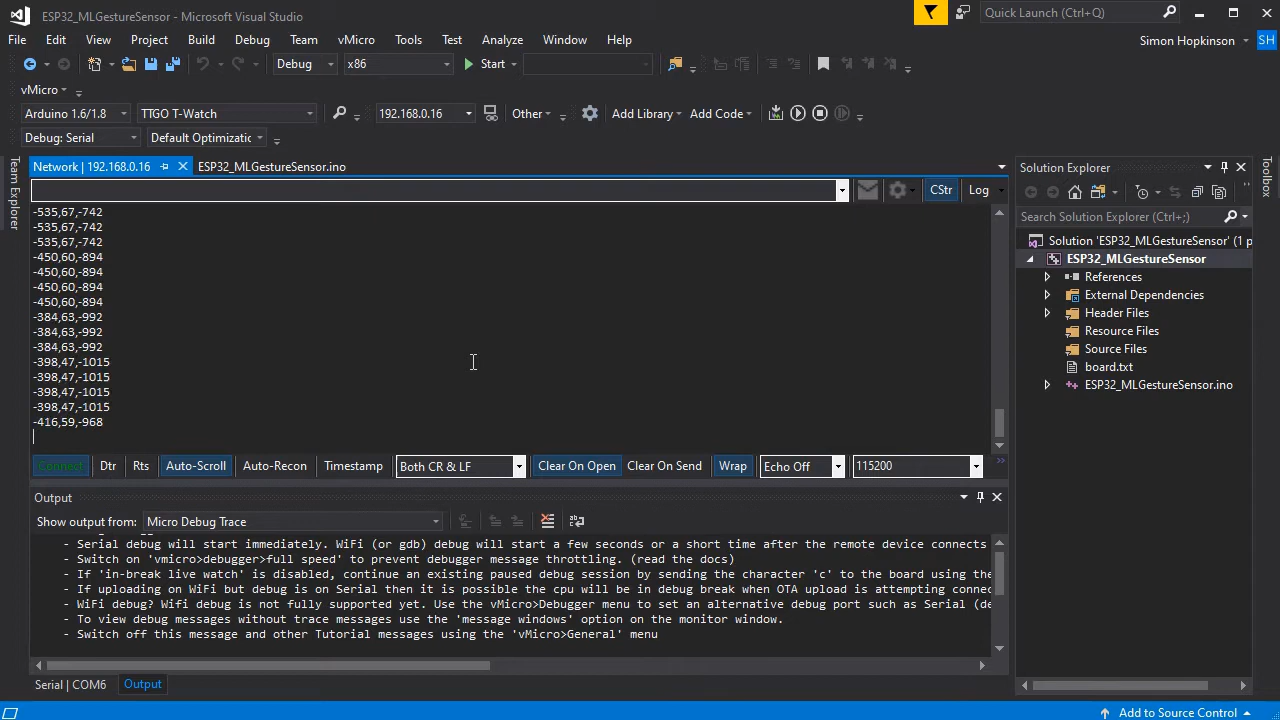 ESP32_MLGestureSensor - Microsoft Visual Studio
Quick Launch (Ctrl+Q)
File Edit View Project Build Debug Team vMicro Tools Test Analyze Window Help
Simon Hopkinson SH
Debug x86 Start
vMicro
Arduino 1.6/1.8 TTGO T-Watch 192.168.0.16 Other Add Library Add Code
Debug: Serial Default Optimizatic
Team Explorer
Network | 192.168.0.16 ESP32_MLGestureSensor.ino
CStr Log
-535,67,-742
-535,67,-742
-535,67,-742
-450,60,-894
-450,60,-894
-450,60,-894
-450,60,-894
-384,63,-992
-384,63,-992
-384,63,-992
-398,47,-1015
-398,47,-1015
-398,47,-1015
-398,47,-1015
-416,59,-968
Connect Dtr Rts Auto-Scroll Auto-Recon Timestamp Both CR & LF Clear On Open Clear On Send Wrap Echo Off 115200
Output
Show output from: Micro Debug Trace
- Serial debug will start immediately. WiFi (or gdb) debug will start a few seconds or a short time after the remote device connects
- Switch on 'vmicro>debugger>full speed' to prevent debugger message throttling. (read the docs)
- If 'in-break live watch' is disabled, continue an existing paused debug session by sending the character 'c' to the board using the
- If uploading on WiFi but debug is on Serial then it is possible the cpu will be in debug break when OTA upload is attempting connec
- WiFi debug? Wifi debug is not fully supported yet. Use the vMicro>Debugger menu to set an alternative debug port such as Serial (de
- To view debug messages without trace messages use the 'message windows' option on the monitor window.
- Switch off this message and other Tutorial messages using the 'vMicro>General' menu
Serial | COM6 Output
Solution Explorer
Search Solution Explorer (Ctrl+;)
Solution 'ESP32_MLGestureSensor' (1 p
ESP32_MLGestureSensor
References
External Dependencies
Header Files
Resource Files
Source Files
board.txt
ESP32_MLGestureSensor.ino
Toolbox
Add to Source Control